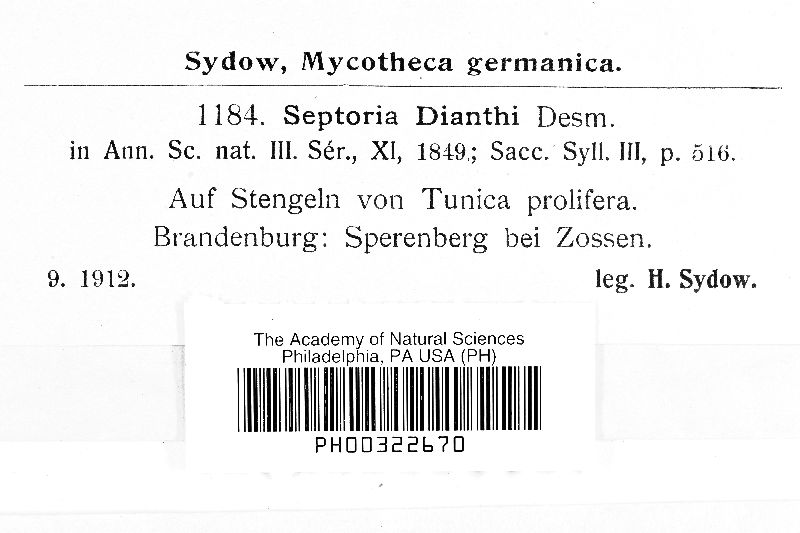 Sydow, Mycotheca germanica.
1184. Septoria Dianthi Desm.
in Ann. Sc. nat. III. Sér., XI, 1849,; Sacc. Syll. III, p. 516.
Auf Stengeln von Tunica prolifera.
Brandenburg: Sperenberg bei Zossen.
9. 1912. leg. H. Sydow.
The Academy of Natural Sciences
Philadelphia, PA USA (PH)
PH00322670